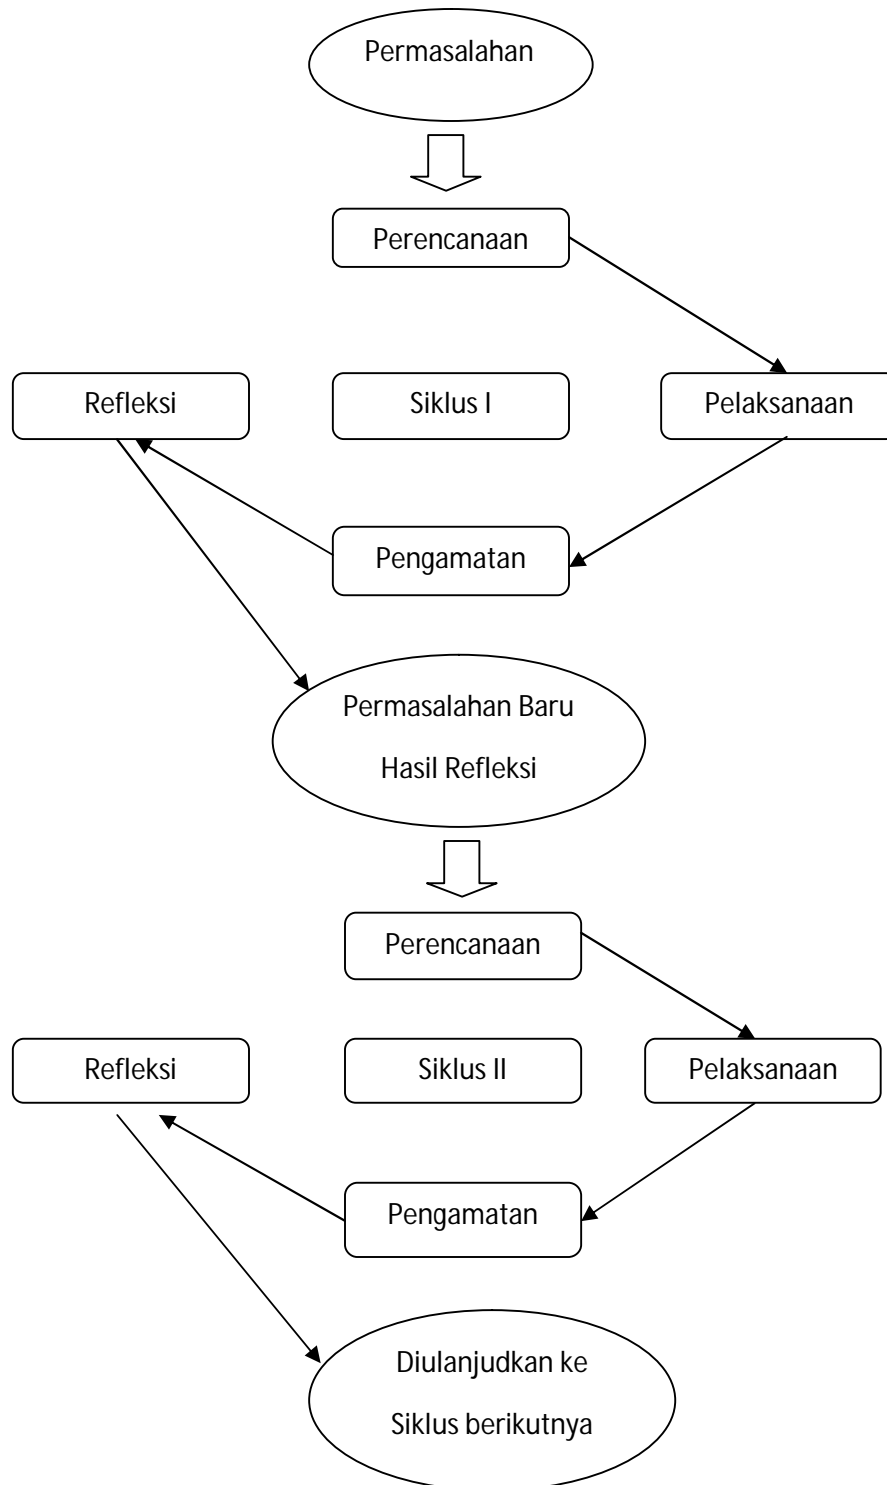 Permasalahan
Perencanaan
Refleksi
Siklus I
Pelaksanaan
Pengamatan
Permasalahan Baru
Hasil Refleksi
Perencanaan
Refleksi
Siklus II
Pelaksanaan
Pengamatan
Diulanjudkan ke
Siklus berikutnya